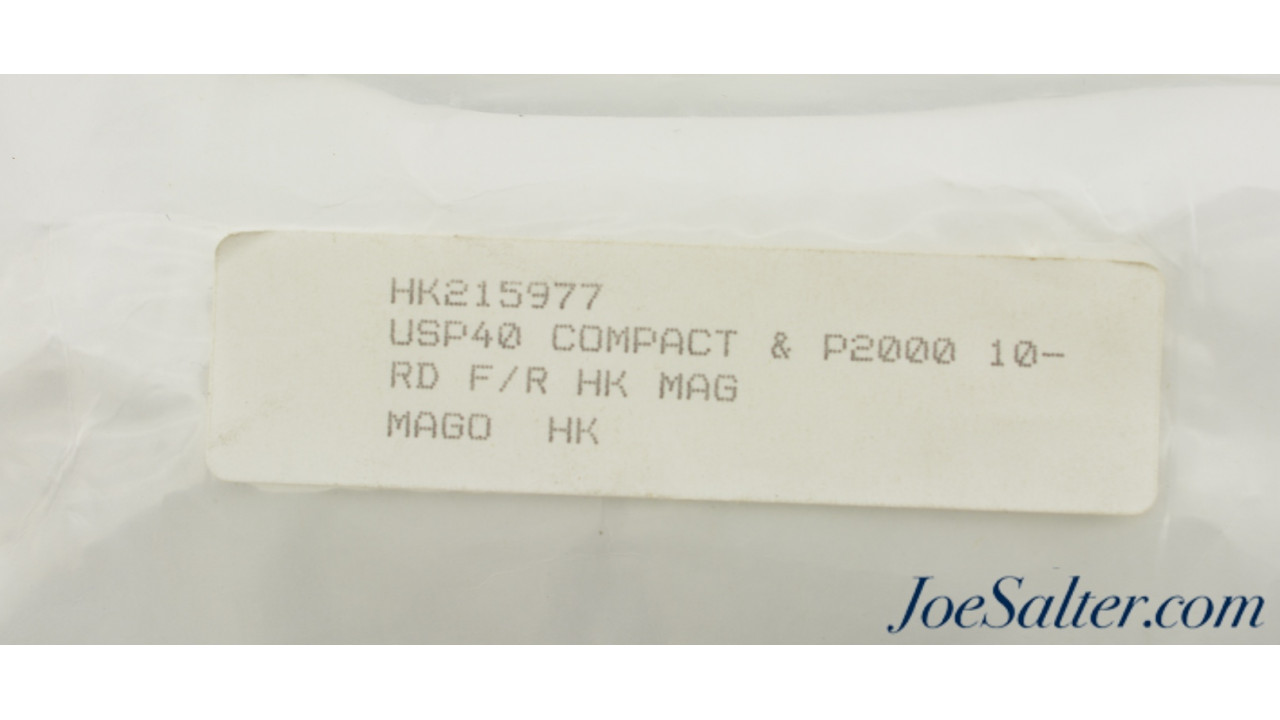 HK215977
USP40 COMPACT & P2000 10-
RD F/R HK MAG
MAGO  HK
JoeSalter.com